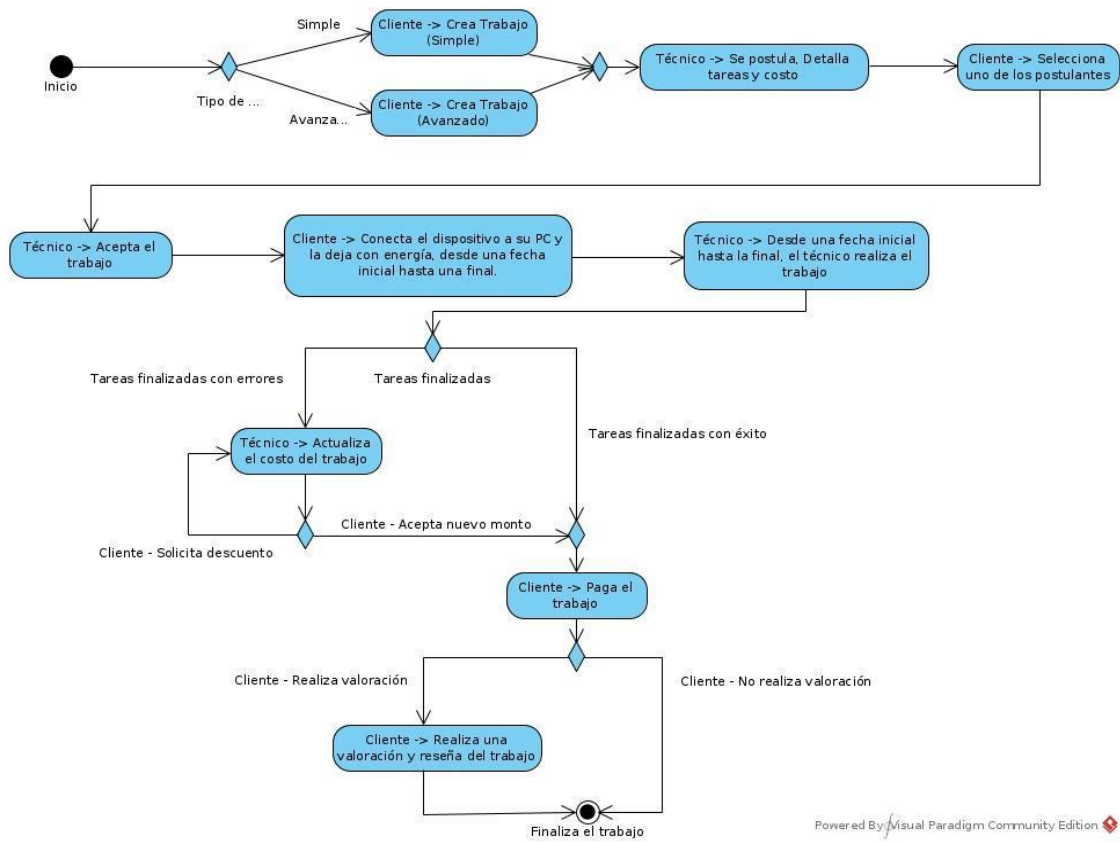 Simple
Cliente -> Crea Trabajo
(Simple)
Inicio
Tipo de ...
Avanza...
Cliente -> Crea Trabajo
(Avanzado)
Técnico -> Se postula, Detalla
tareas y costo
Cliente -> Selecciona
uno de los postulantes
Técnico -> Acepta el
trabajo
Cliente -> Conecta el dispositivo a su PC y
la deja con energía, desde una fecha
inicial hasta una final.
Técnico -> Desde una fecha inicial
hasta la final, el técnico realiza el
trabajo
Tareas finalizadas con errores
Tareas finalizadas
Tareas finalizadas con éxito
Técnico -> Actualiza
el costo del trabajo
Cliente - Acepta nuevo monto
Cliente - Solicita descuento
Cliente -> Paga el
trabajo
Cliente - Realiza valoración
Cliente - No realiza valoración
Cliente -> Realiza una
valoración y reseña del trabajo
Finaliza el trabajo
Powered By Visual Paradigm Community Edition